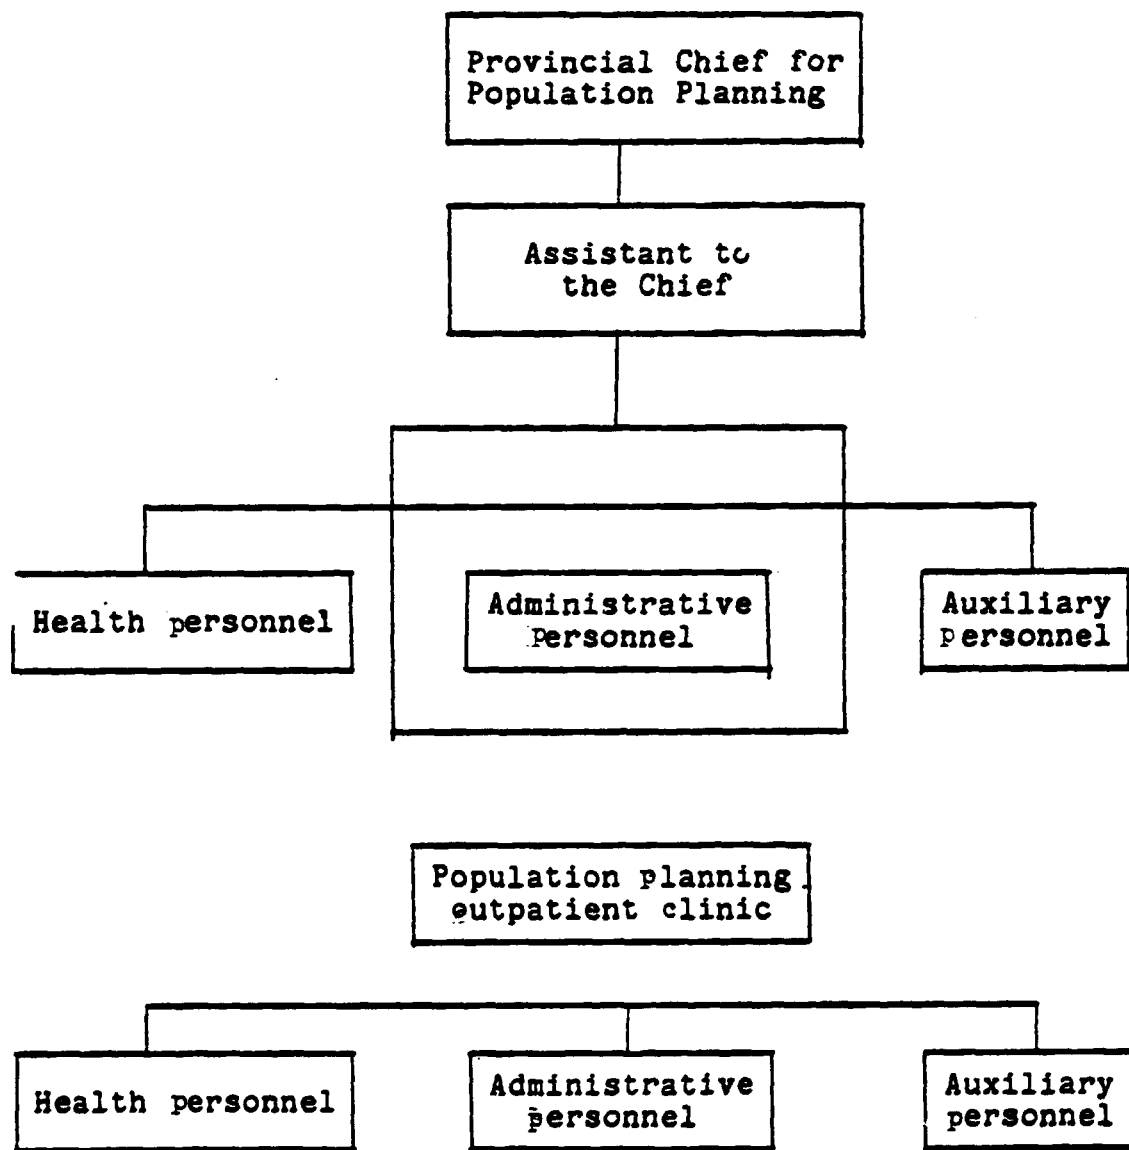 Provincial Chief for
Population Planning
Assistant to
the Chief
Health personnel
Administrative
Personnel
Auxiliary
personnel
Population planning
outpatient clinic
Health personnel
Administrative
personnel
Auxiliary
personnel